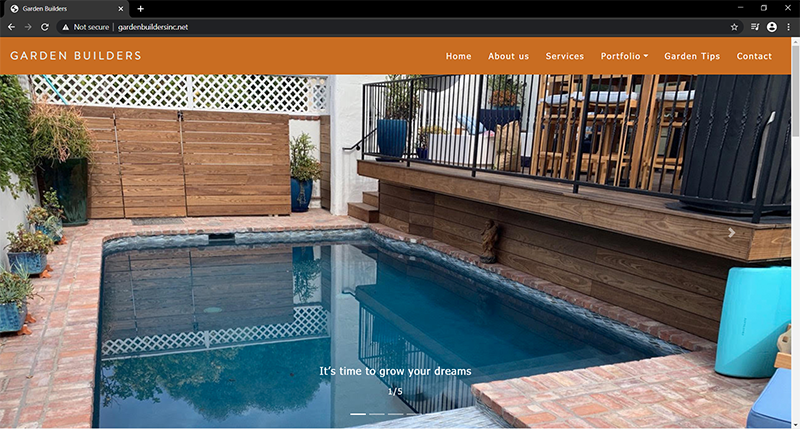 Garden Builders
Not secure | gardenbuildersinc.net
GARDEN BUILDERS
Home About us Services Portfolio Garden Tips Contact
It's time to grow your dreams
1/5